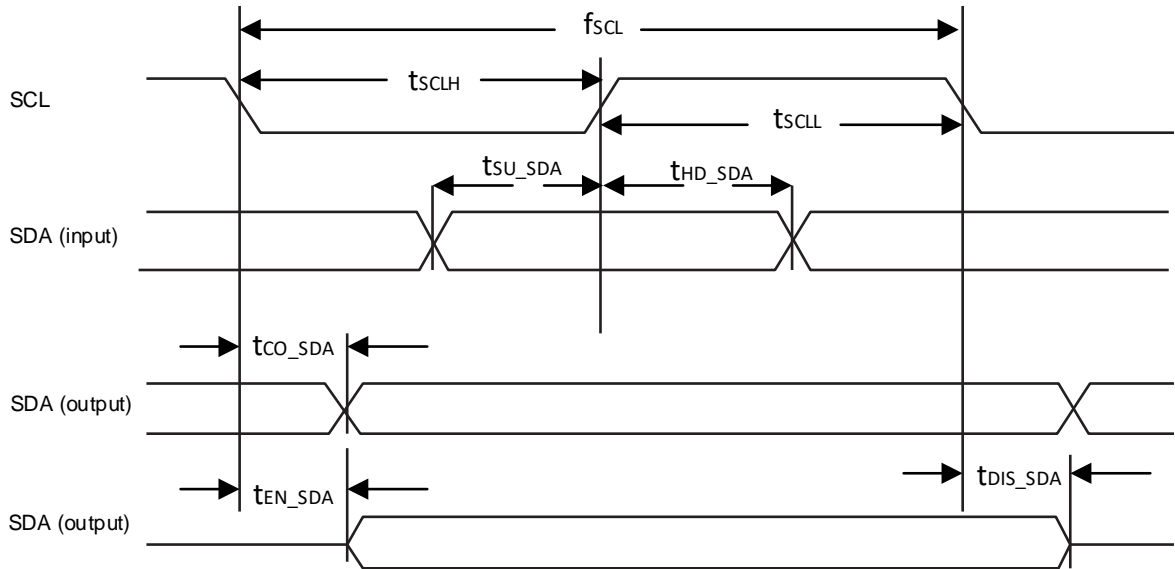 fSCL
SCL
tSCLH
tSCLL
tSU_SDA
tHD_SDA
SDA (input)
tCO_SDA
SDA (output)
tEN_SDA
tDIS_SDA
SDA (output)